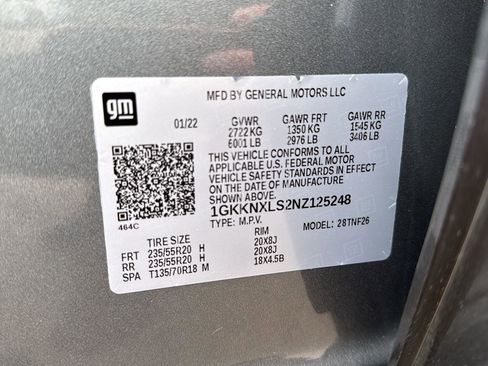 gm
MFD BY GENERAL MOTORS LLC
01/22 GVWR GAWR FRT GAWR RR
2722 KG 1350 KG 1545 KG
6001 LB 2976 LB 3406 LB
THIS VEHICLE CONFORMS TO ALL
APPLICABLE U.S. FEDERAL MOTOR
VEHICLE SAFETY STANDARDS IN EFFECT
ON THE DATE OF MANUFACTURE
SHOWN ABOVE.
1GKKNXLS2NZ125248
TYPE: M.P.V. MODEL: 28TNF26
464C
TIRE SIZE RIM
FRT 235/55R20 H 20X8J
RR 235/55R20 H 20X8J
SPA T135/70R18 M 18X4.5B